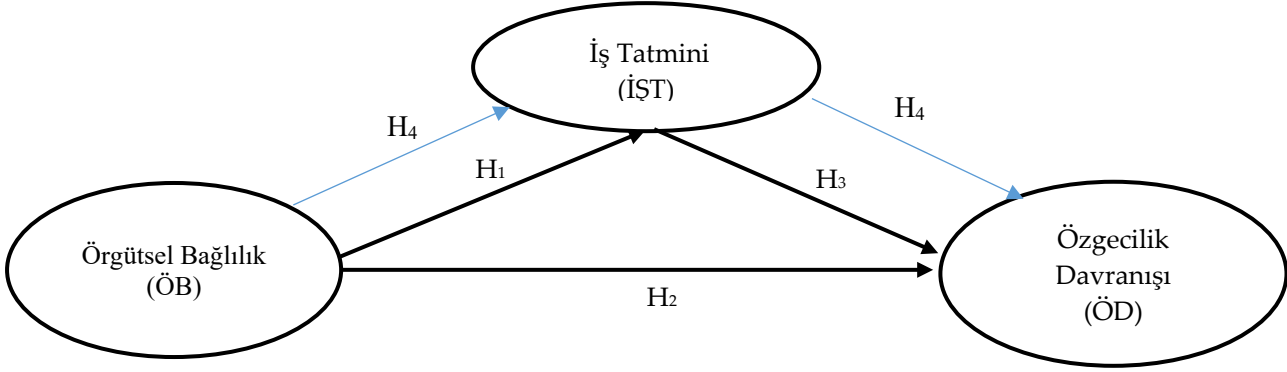 İş Tatmini
(İŞT)
H4
H4
H1
H3
Örgütsel Bağlılık
(ÖB)
Özgecilik
Davranışı
(ÖD)
H2